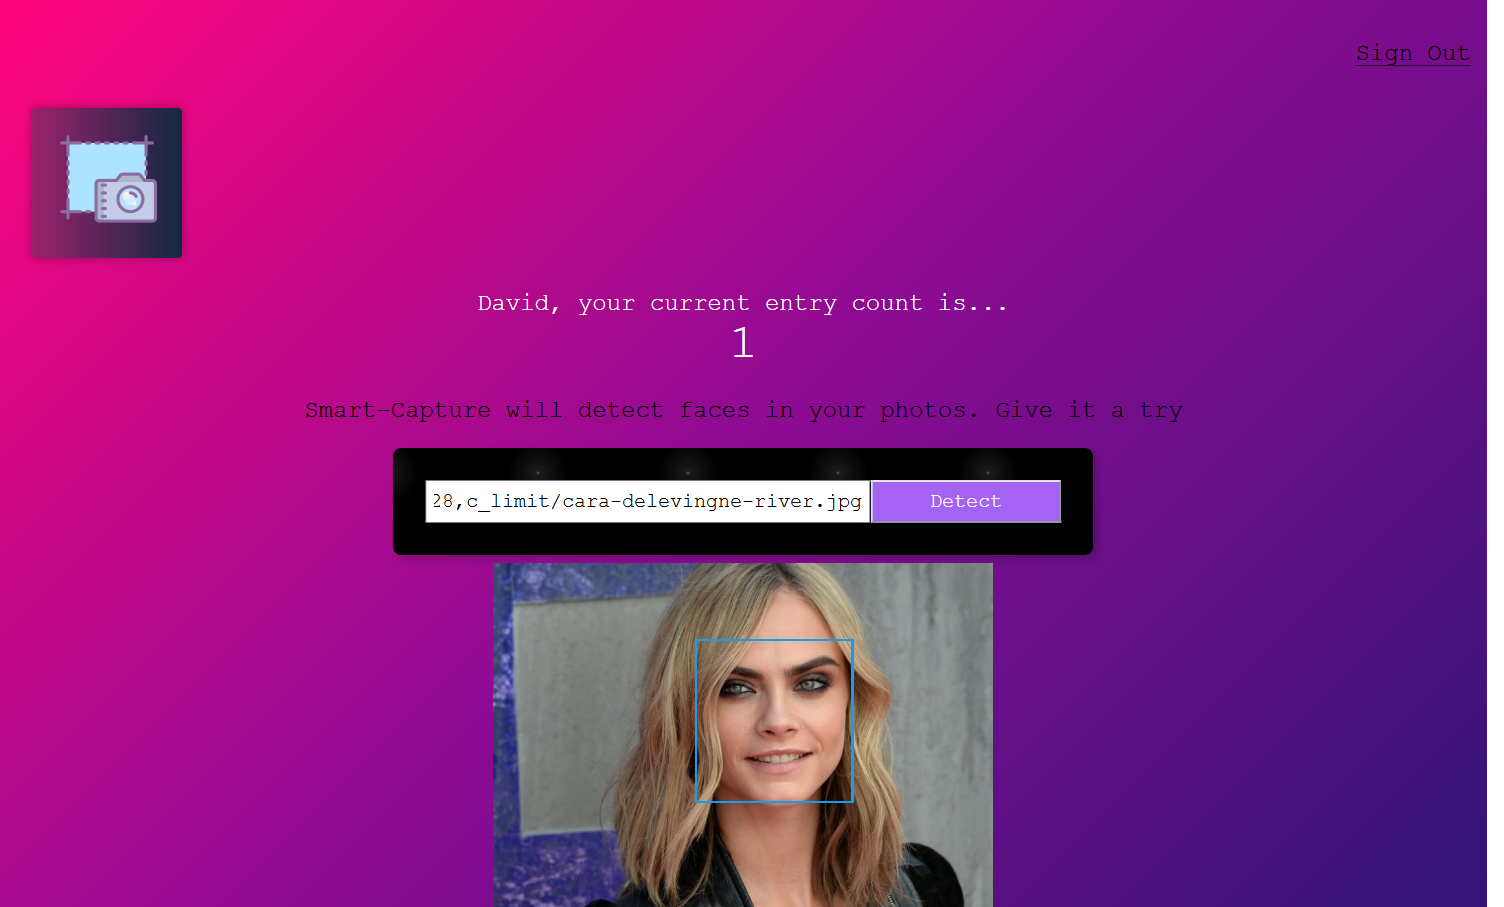 Sign Out
David, your current entry count is...
1
Smart-Capture will detect faces in your photos. Give it a try
28,c_limit/cara-delevingne-river.jpg Detect